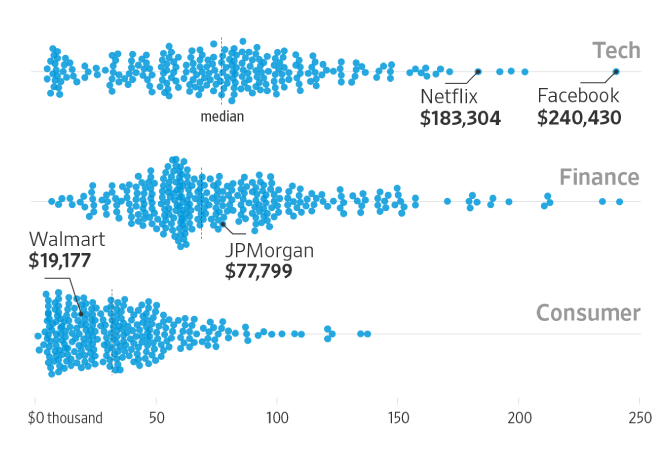 Tech
Netflix
$183,304
Facebook
$240,430
median
Finance
Walmart
$19,177
JPMorgan
$77,799
Consumer
$0 thousand 50 100 150 200 250